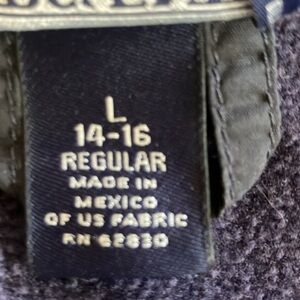 L
14-16
REGULAR
MADE IN
MEXICO
OF US FABRIC
RN 62830